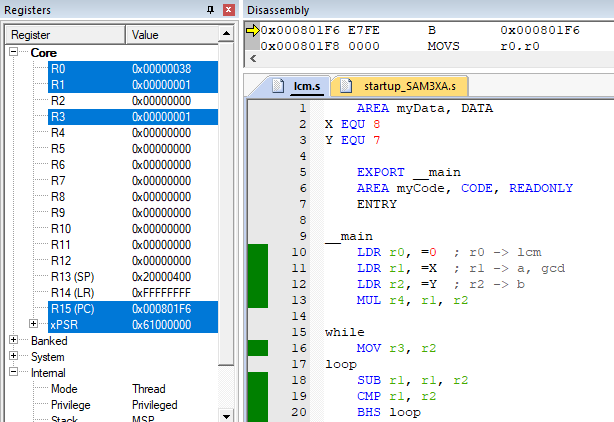 Registers
Register Value
Core
R0 0x00000038
R1 0x00000001
R2 0x00000000
R3 0x00000001
R4 0x00000000
R5 0x00000000
R6 0x00000000
R7 0x00000000
R8 0x00000000
R9 0x00000000
R10 0x00000000
R11 0x00000000
R12 0x00000000
R13 (SP) 0x20000400
R14 (LR) 0xFFFFFFFF
R15 (PC) 0x000801F6
xPSR 0x61000000
Banked
System
Internal
Mode Thread
Privilege Privileged
Stack MSP
Disassembly
0x000801F6 E7FE B 0x000801F6
0x000801F8 0000 MOVS r0,r0
lcm.s startup_SAM3XA.s
1 AREA myData, DATA
2 X EQU 8
3 Y EQU 7
4
5 EXPORT __main
6 AREA myCode, CODE, READONLY
7 ENTRY
8
9 __main
10 LDR r0, =0 ; r0 -> lcm
11 LDR r1, =X ; r1 -> a, gcd
12 LDR r2, =Y ; r2 -> b
13 MUL r4, r1, r2
14
15 while
16 MOV r3, r2
17 loop
18 SUB r1, r1, r2
19 CMP r1, r2
20 BHS loop